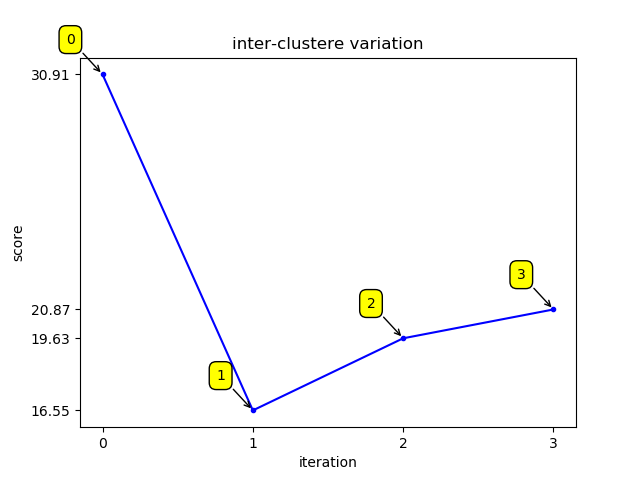 0
inter-clustere variation
30.91
score
3
20.87
2
19.63
1
16.55
0 1 2 3
iteration